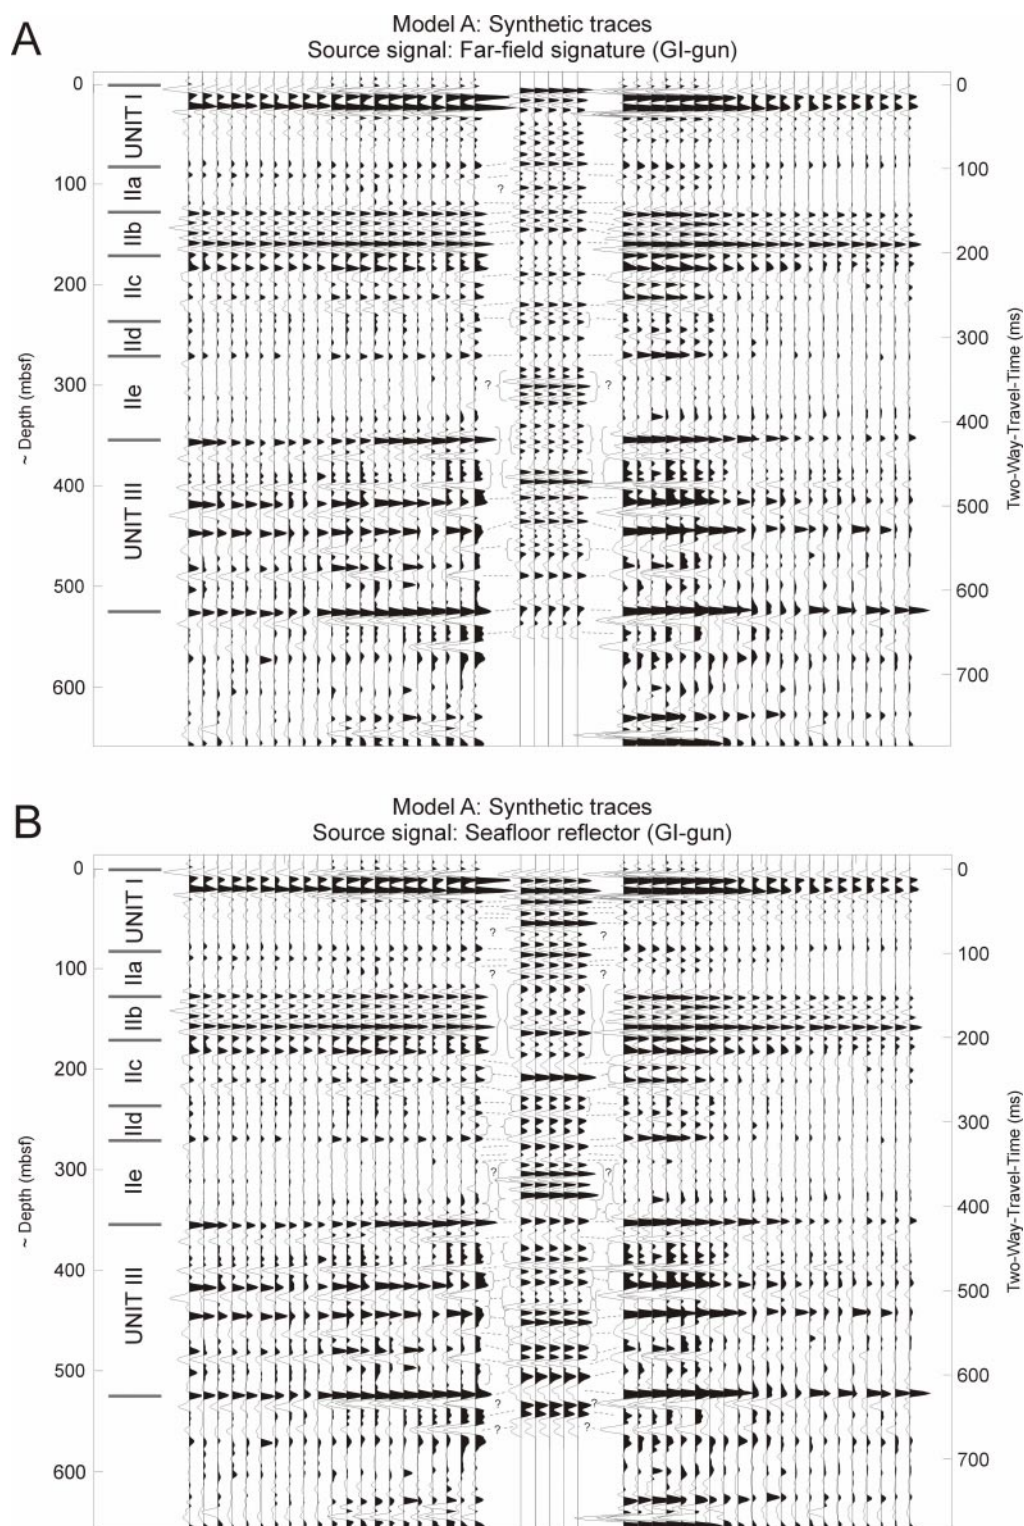 A
Model A: Synthetic traces
Source signal: Far-field signature (GI-gun)
0
100
200
300
400
500
600
~ Depth (mbsf)
UNIT I
IIa
IIb
IIc
IId
IIe
UNIT III
?
?
?
0
100
200
300
400
500
600
700
Two-Way-Travel-Time (ms)
B
Model A: Synthetic traces
Source signal: Seafloor reflector (GI-gun)
0
100
200
300
400
500
600
~ Depth (mbsf)
UNIT I
IIa
IIb
IIc
IId
IIe
UNIT III
?
?
?
?
?
?
?
?
?
?
0
100
200
300
400
500
600
700
Two-Way-Travel-Time (ms)